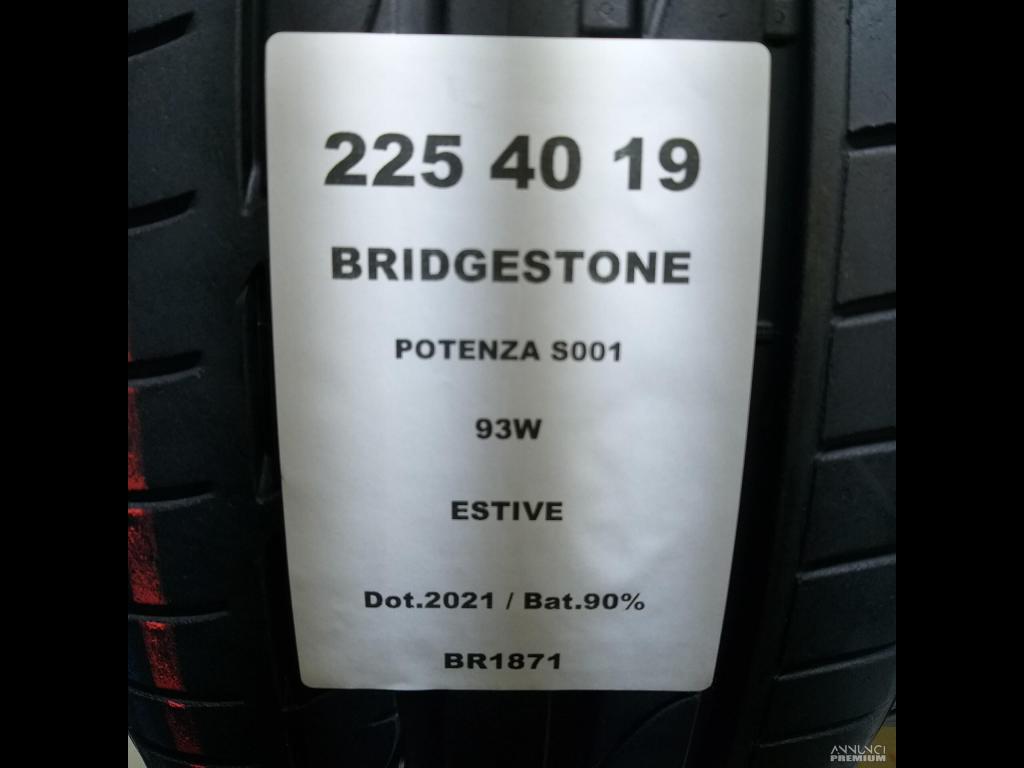 225 40 19
BRIDGESTONE
POTENZA S001
93W
ESTIVE
Dot.2021 / Bat.90%
BR1871
ANNUNCI
PREMIUM